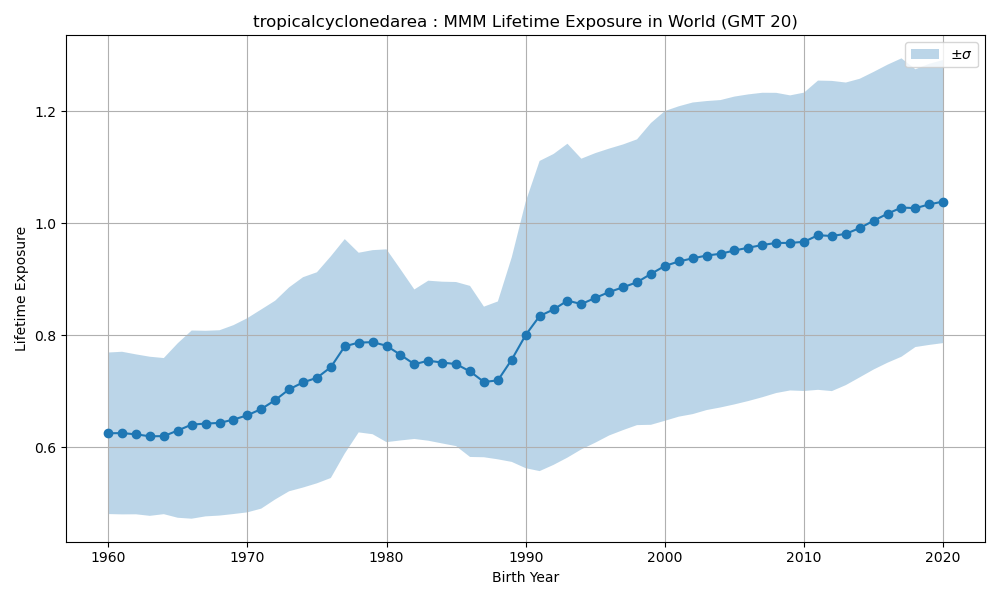 tropicalcyclonedarea : MMM Lifetime Exposure in World (GMT 20)
±σ
Lifetime Exposure
1.2
1.0
0.8
0.6
1960 1970 1980 1990 2000 2010 2020
Birth Year